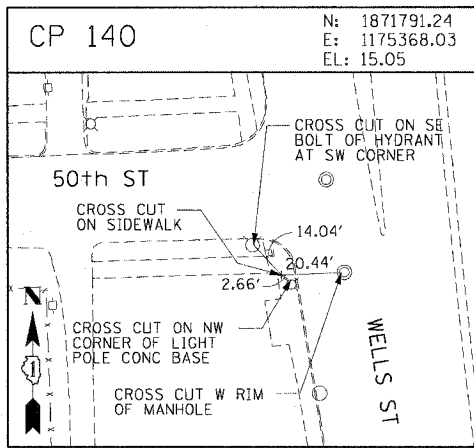 CP 140
N: 1871791.24
E: 1175368.03
EL: 15.05
CROSS CUT ON SE
BOLT OF HYDRANT
AT SW CORNER
50th ST
CROSS CUT
ON SIDEWALK
14.04'
20.44'
2.66'
N
1
CROSS CUT ON NW
CORNER OF LIGHT
POLE CONC BASE
WELLS ST
CROSS CUT W RIM
OF MANHOLE